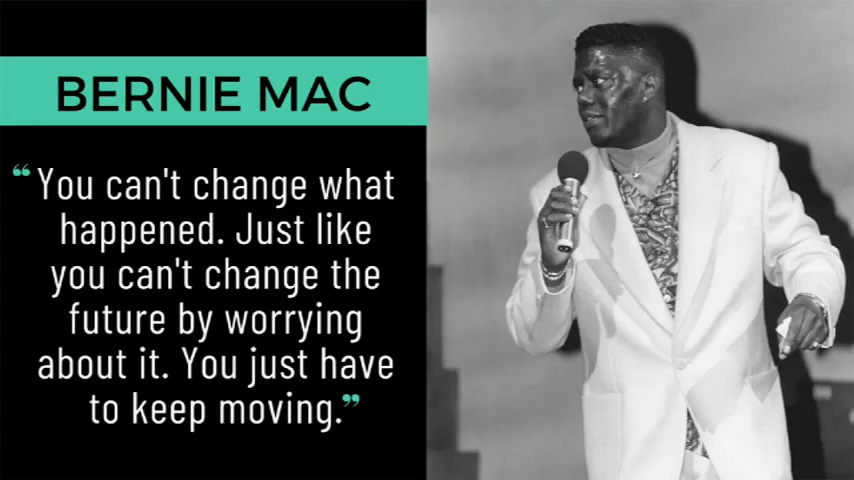 BERNIE MAC
“You can't change what
happened. Just like
you can't change the
future by worrying
about it. You just have
to keep moving.”